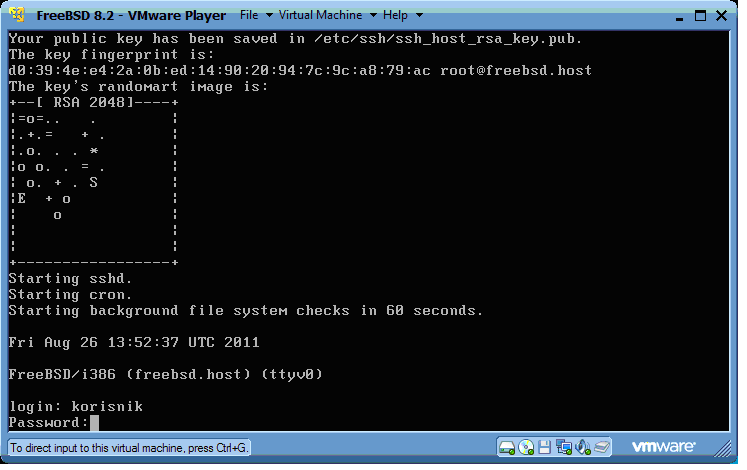 FreeBSD 8.2 - VMware Player File Virtual Machine Help
Your public key has been saved in /etc/ssh/ssh_host_rsa_key.pub.
The key fingerprint is:
d0:39:4e:e4:2a:0b:ed:14:90:20:94:7c:9c:a8:79:ac root@freebsd.host
The key's randomart image is:
+--[ RSA 2048]----+
¦=o=..   .        ¦
¦.+.=   + .       ¦
¦.o. . . *        ¦
¦o o. . = .       ¦
¦ o. + . S        ¦
¦E  + o           ¦
¦    o            ¦
¦                 ¦
¦                 ¦
+-----------------+
Starting sshd.
Starting cron.
Starting background file system checks in 60 seconds.
Fri Aug 26 13:52:37 UTC 2011
FreeBSD/i386 (freebsd.host) (ttyv0)
login: korisnik
Password:
To direct input to this virtual machine, press Ctrl+G.
vmware